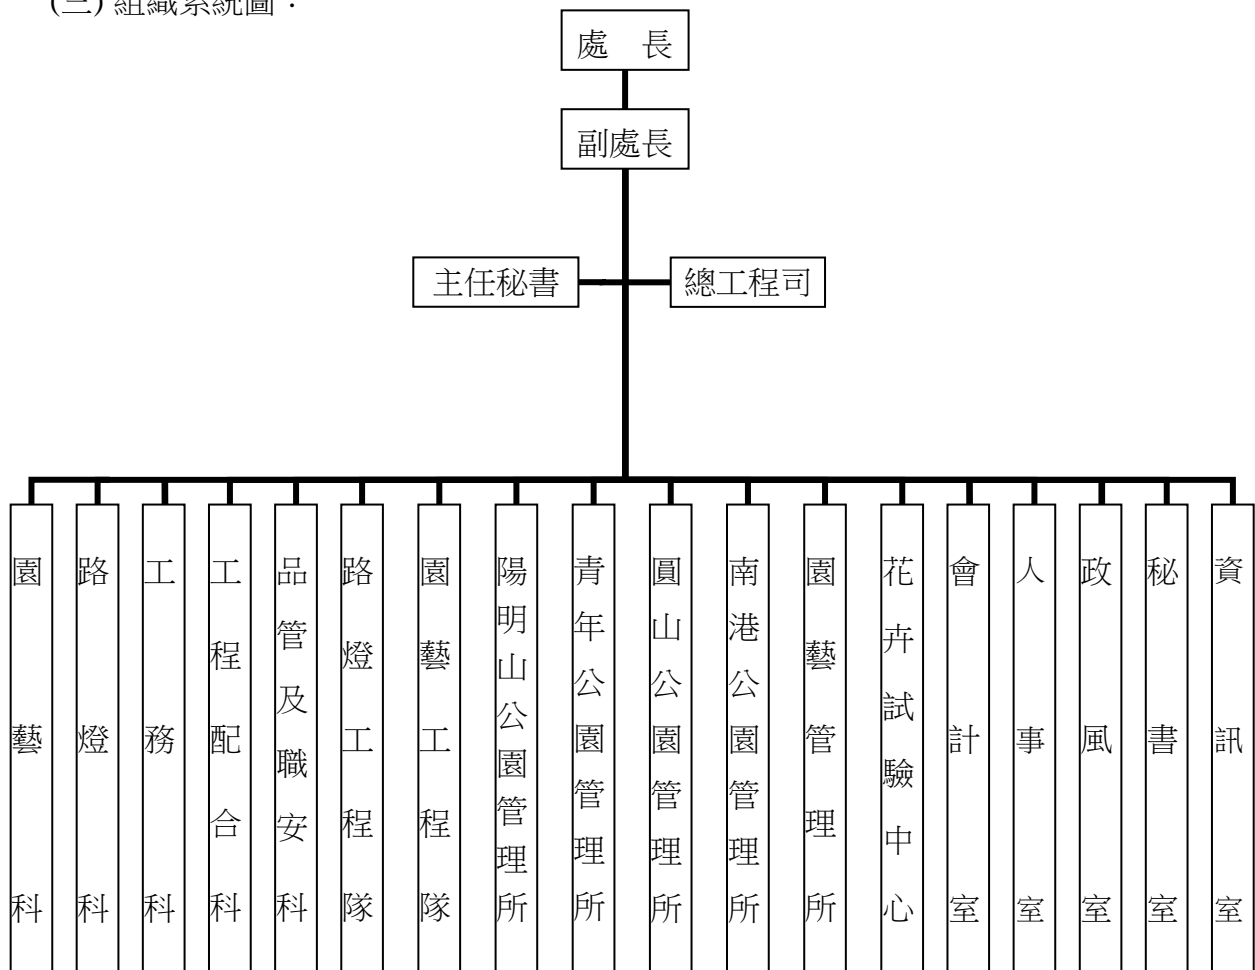 (三) 組織系統圖：
處　長
副處長
主任秘書
總工程司
園藝科
路燈科
工務科
工程配合科
品管及職安科
路燈工程隊
園藝工程隊
陽明山公園管理所
青年公園管理所
圓山公園管理所
南港公園管理所
園藝管理所
花卉試驗中心
會計室
人事室
政風室
秘書室
資訊室